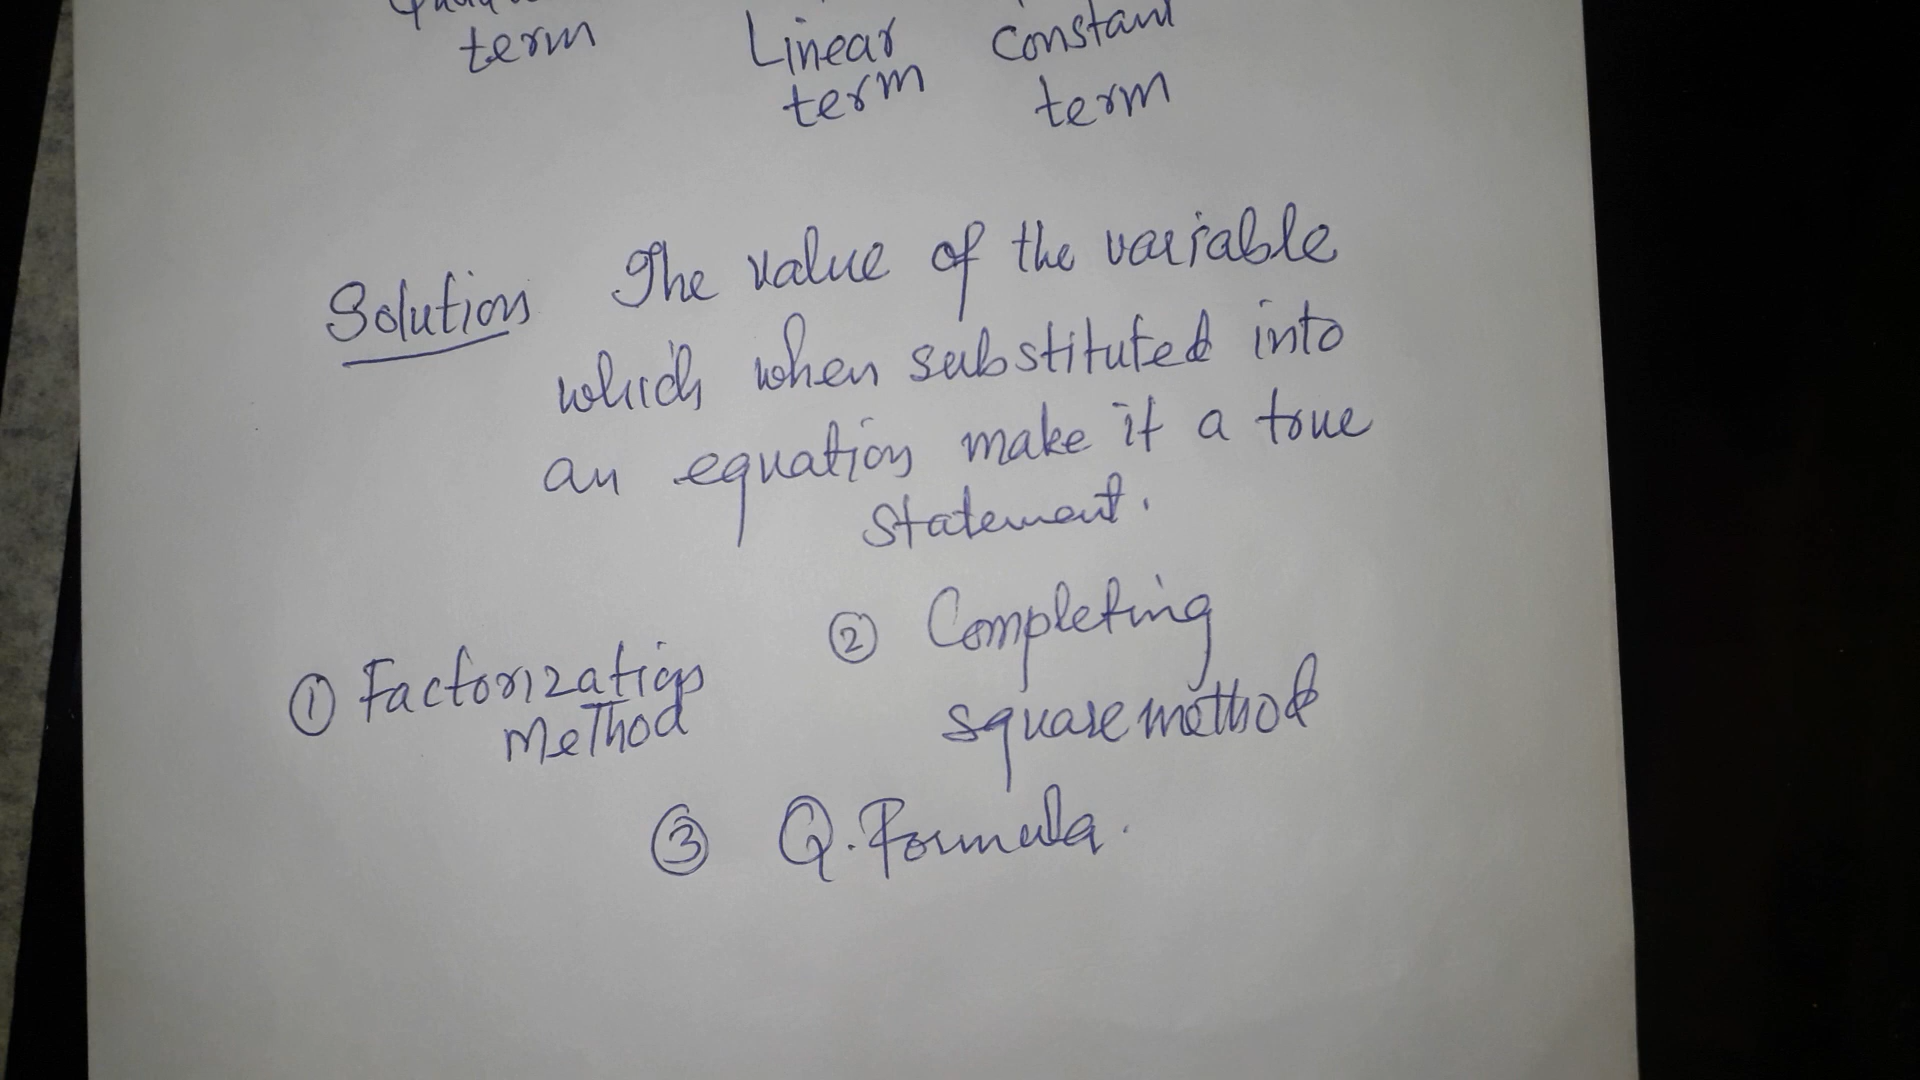 term Linear constant
term term
Solution The value of the variable
which when substituted into
an equation make it a true
statement.
① Factorization ② Completing
Method square method
③ Q. Formula.